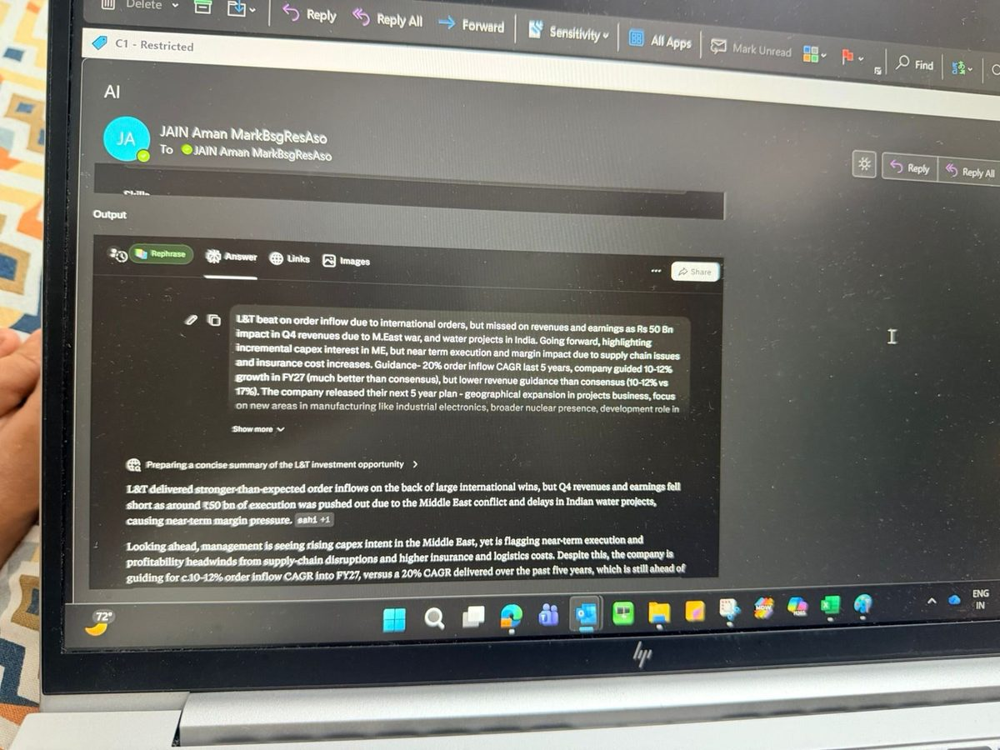 Delete
Reply
Reply All
Forward
Sensitivity
All Apps
Mark Unread
Find
C1 - Restricted
AI
JA
JAIN Aman MarkBsgResAso
To JAIN Aman MarkBsgResAso
Reply
Reply All
Output
Rephrase
Answer
Links
Images
Share
L&T beat on order inflow due to international orders, but missed on revenues and earnings as Rs 50 Bn
impact in Q4 revenues due to M.East war, and water projects in India. Going forward, highlighting
incremental capex interest in ME, but near term execution and margin impact due to supply chain issues
and insurance cost increases. Guidance- 20% order inflow CAGR last 5 years, company guided 10-12%
growth in FY27 (much better than consensus), but lower revenue guidance than consensus (10-12% vs
17%). The company released their next 5 year plan - geographical expansion in projects business, focus
on new areas in manufacturing like industrial electronics, broader nuclear presence, development role in
Show more
Preparing a concise summary of the L&T investment opportunity
L&T delivered stronger-than-expected order inflows on the back of large international wins, but Q4 revenues and earnings fell
short as around ₹50 bn of execution was pushed out due to the Middle East conflict and delays in Indian water projects,
causing near-term margin pressure. sahi +1
Looking ahead, management is seeing rising capex intent in the Middle East, yet is flagging near-term execution and
profitability headwinds from supply-chain disruptions and higher insurance and logistics costs. Despite this, the company is
guiding for c.10-12% order inflow CAGR into FY27, versus a 20% CAGR delivered over the past five years, which is still ahead of
72°
ENG
IN
hp